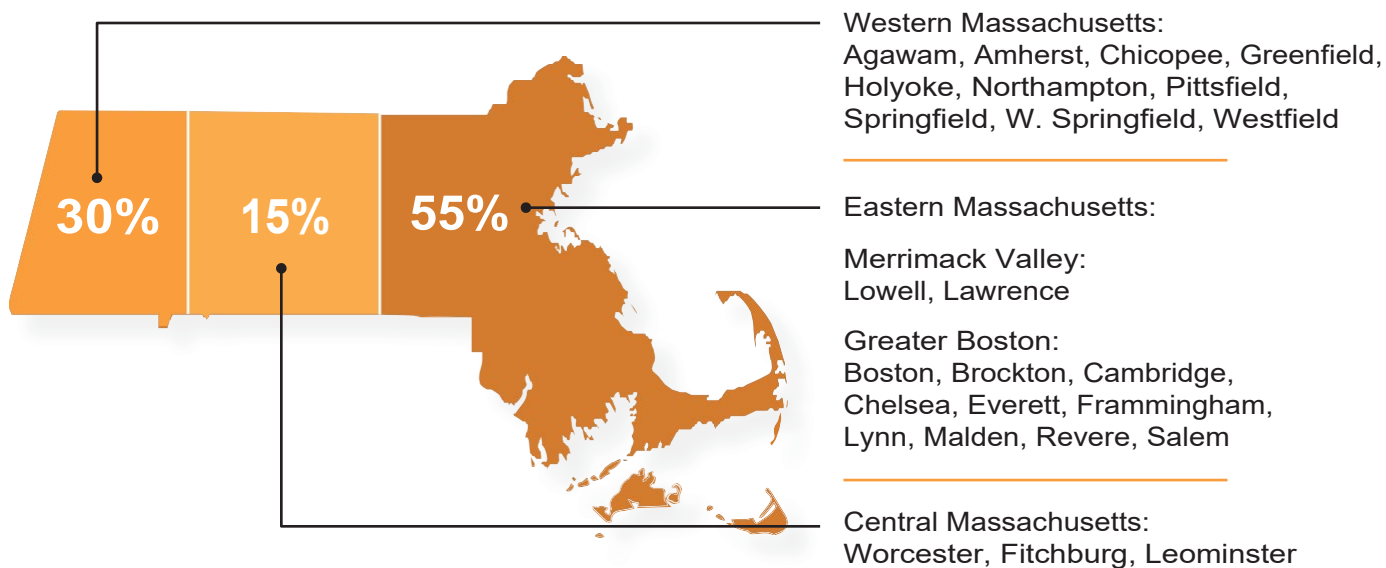 30%
15%
55%
Western Massachusetts:
Agawam, Amherst, Chicopee, Greenfield,
Holyoke, Northampton, Pittsfield,
Springfield, W. Springfield, Westfield
Eastern Massachusetts:
Merrimack Valley:
Lowell, Lawrence
Greater Boston:
Boston, Brockton, Cambridge,
Chelsea, Everett, Frammingham,
Lynn, Malden, Revere, Salem
Central Massachusetts:
Worcester, Fitchburg, Leominster